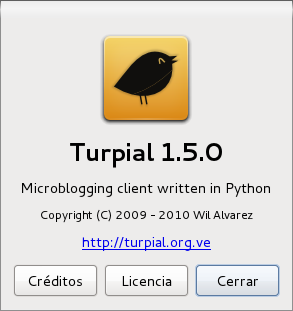 Turpial 1.5.0
Microblogging client written in Python
Copyright (C) 2009 - 2010 Wil Alvarez
http://turpial.org.ve
Créditos Licencia Cerrar